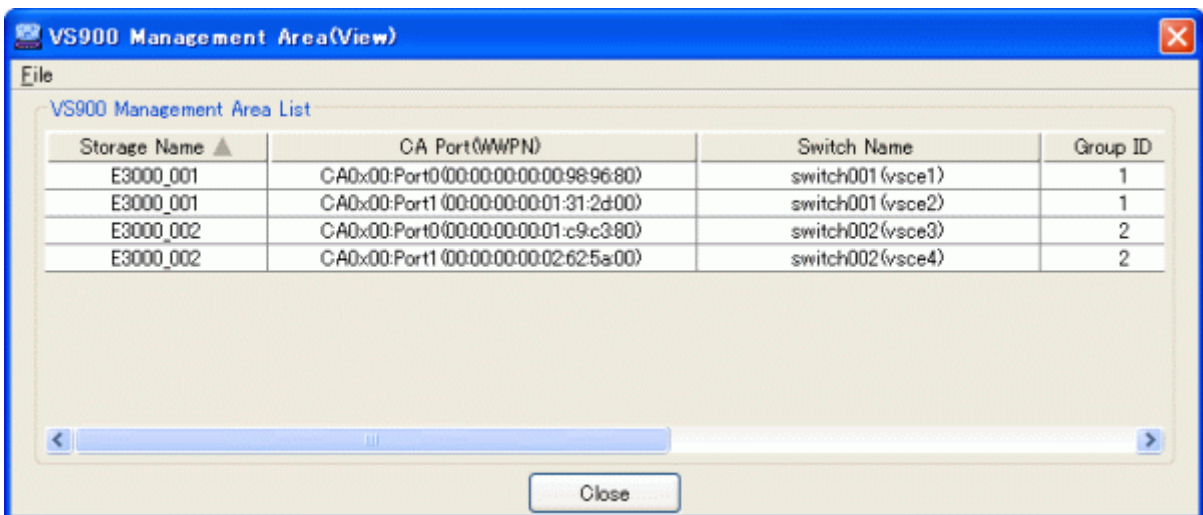 VS900 Management Area(View)
File
VS900 Management Area List
Storage Name CA Port(WWPN) Switch Name Group ID
E3000_001 CA0x00:Port0(00:00:00:00:00:98:96:80) switch001(vsce1) 1
E3000_001 CA0x00:Port1(00:00:00:00:01:31:2d:00) switch001(vsce2) 1
E3000_002 CA0x00:Port0(00:00:00:00:01:c9:c3:80) switch002(vsce3) 2
E3000_002 CA0x00:Port1(00:00:00:00:02:62:5a:00) switch002(vsce4) 2
Close